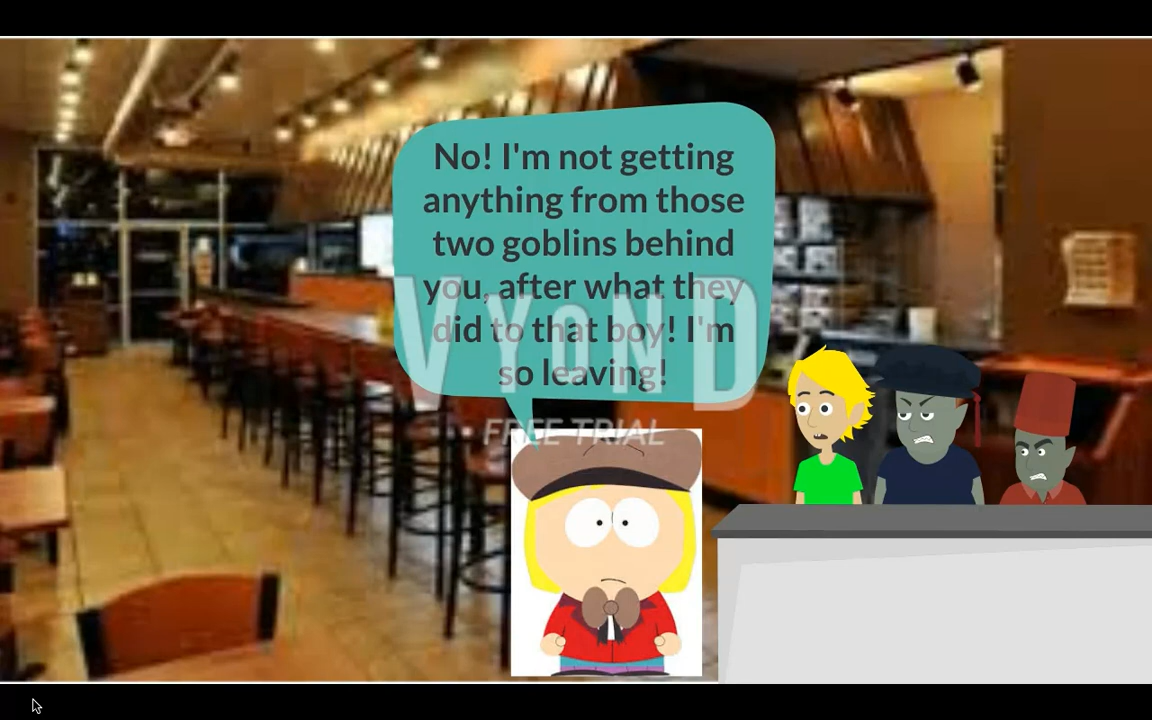 No! I'm not getting
anything from those
two goblins behind
you, after what they
did to that boy! I'm
so leaving!
VYOND
FREE TRIAL